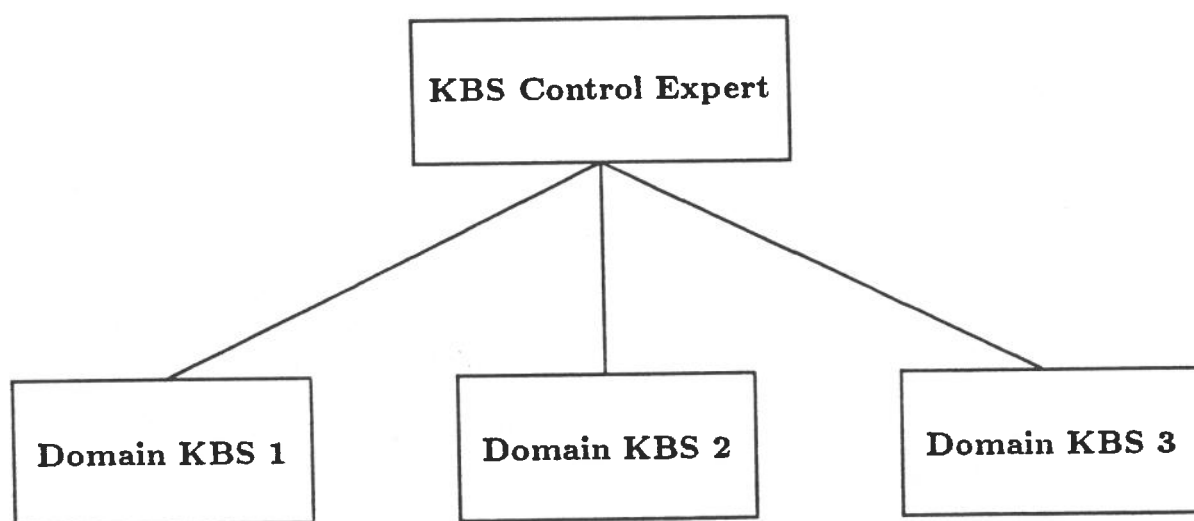 KBS Control Expert
Domain KBS 1
Domain KBS 2
Domain KBS 3